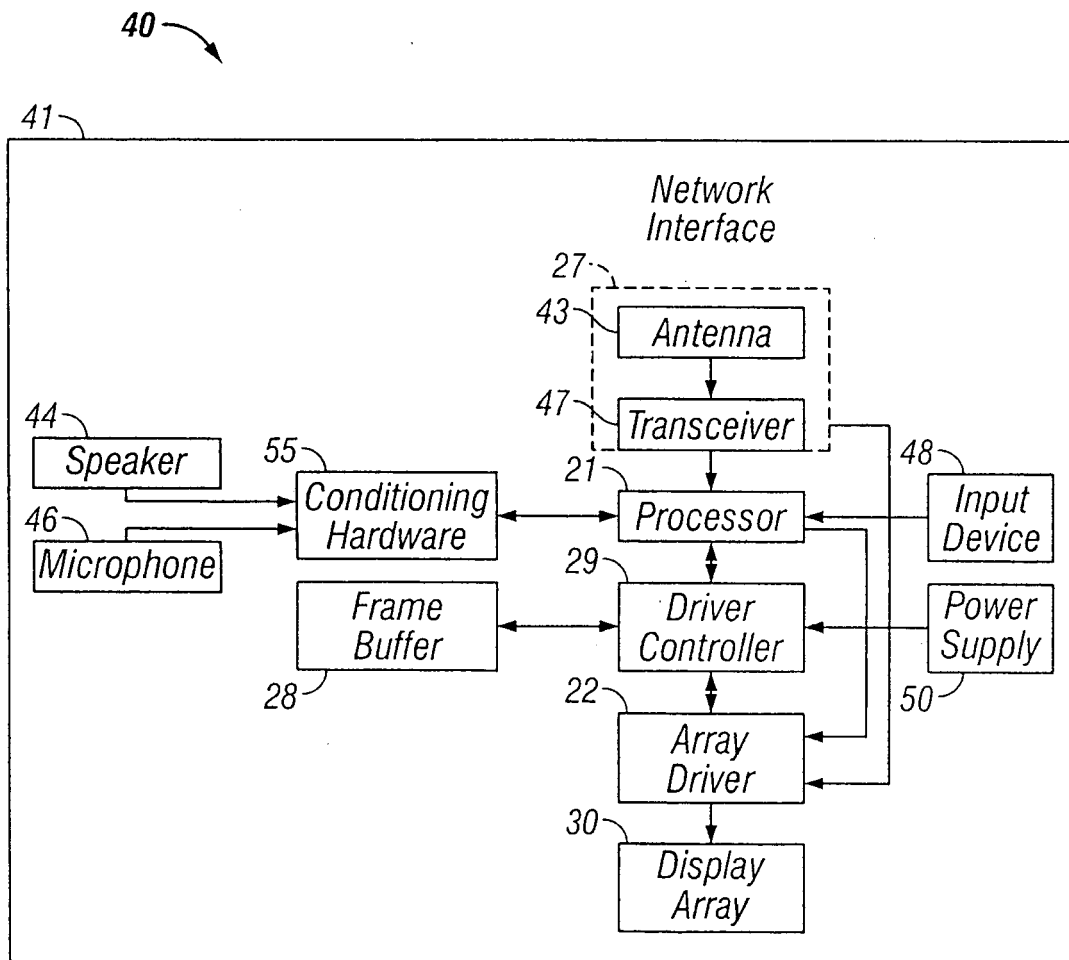 40
41
Network
Interface
27
43
Antenna
47
Transceiver
44
Speaker
46
Microphone
55
Conditioning
Hardware
21
Processor
48
Input
Device
28
Frame
Buffer
29
Driver
Controller
Power
Supply
50
22
Array
Driver
30
Display
Array